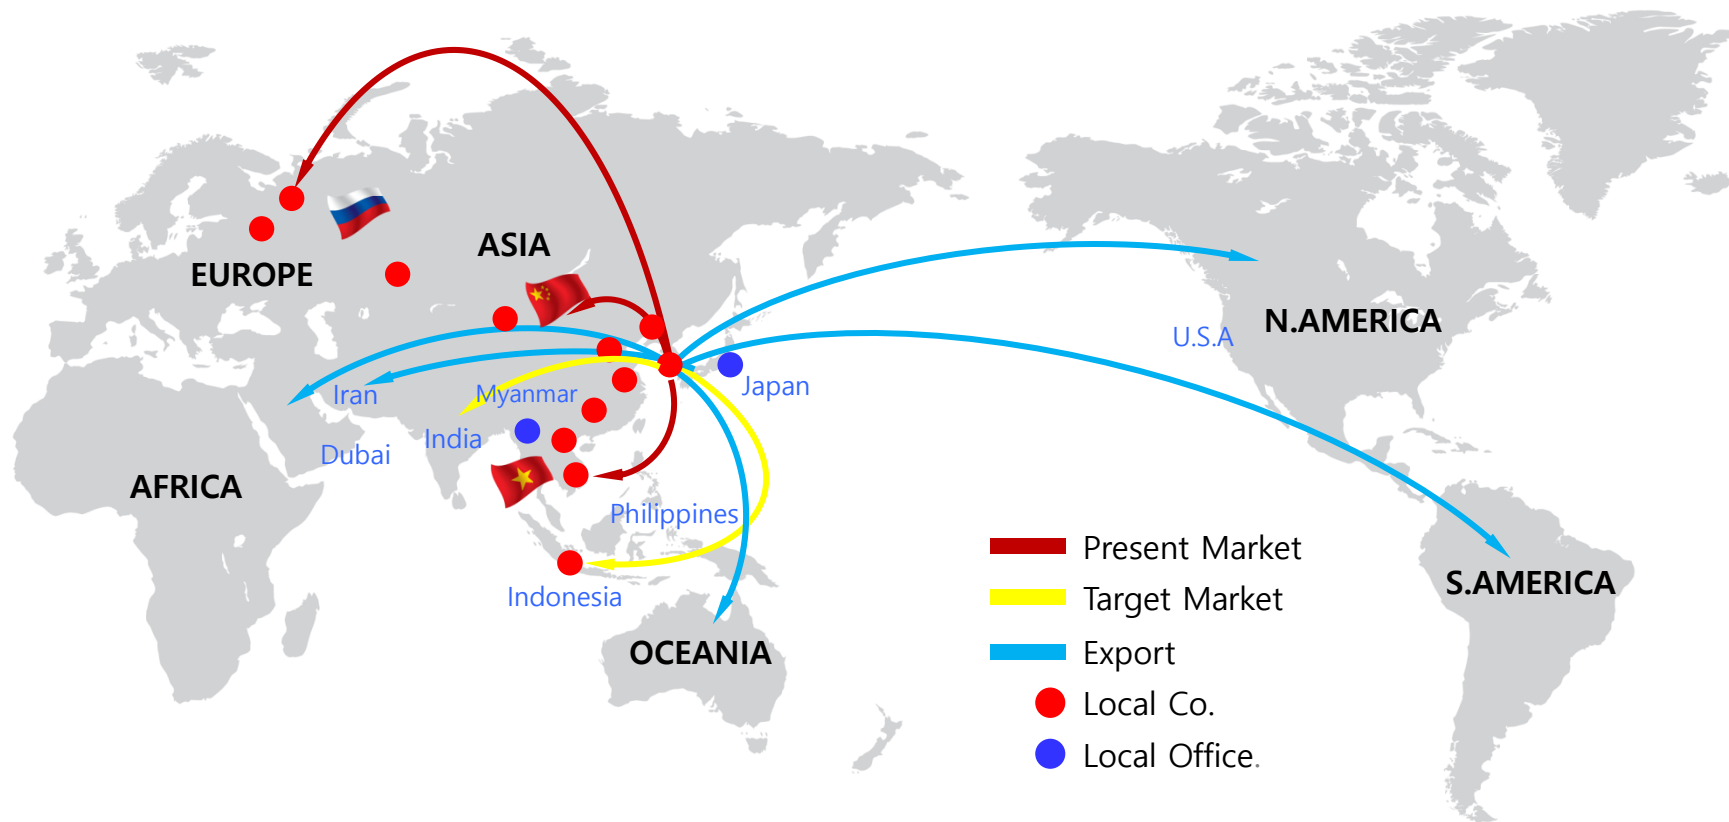 ASIA
EUROPE
N.AMERICA
U.S.A
Iran
Myanmar
Japan
India
Dubai
AFRICA
Philippines
Present Market
S.AMERICA
Indonesia
Target Market
OCEANIA
Export
Local Co.
Local Office.